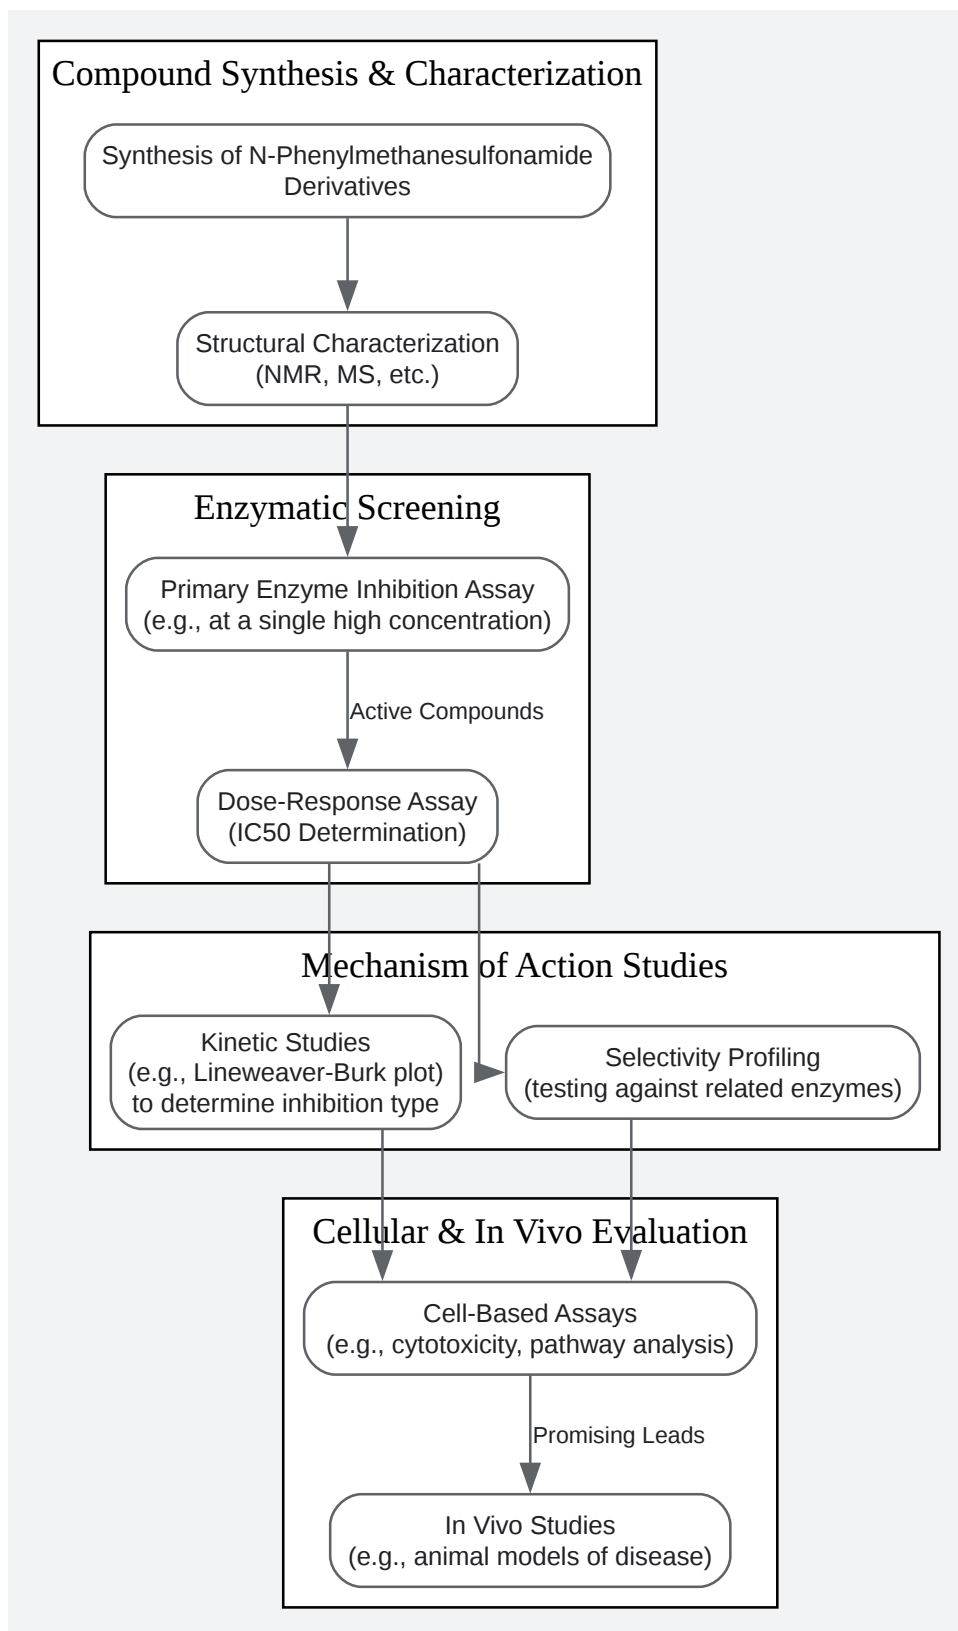 Compound Synthesis & Characterization
Synthesis of N-Phenylmethanesulfonamide
Derivatives
Structural Characterization
(NMR, MS, etc.)
Enzymatic Screening
Primary Enzyme Inhibition Assay
(e.g., at a single high concentration)
Active Compounds
Dose-Response Assay
(IC50 Determination)
Mechanism of Action Studies
Kinetic Studies
(e.g., Lineweaver-Burk plot)
to determine inhibition type
Selectivity Profiling
(testing against related enzymes)
Cellular & In Vivo Evaluation
Cell-Based Assays
(e.g., cytotoxicity, pathway analysis)
Promising Leads
In Vivo Studies
(e.g., animal models of disease)